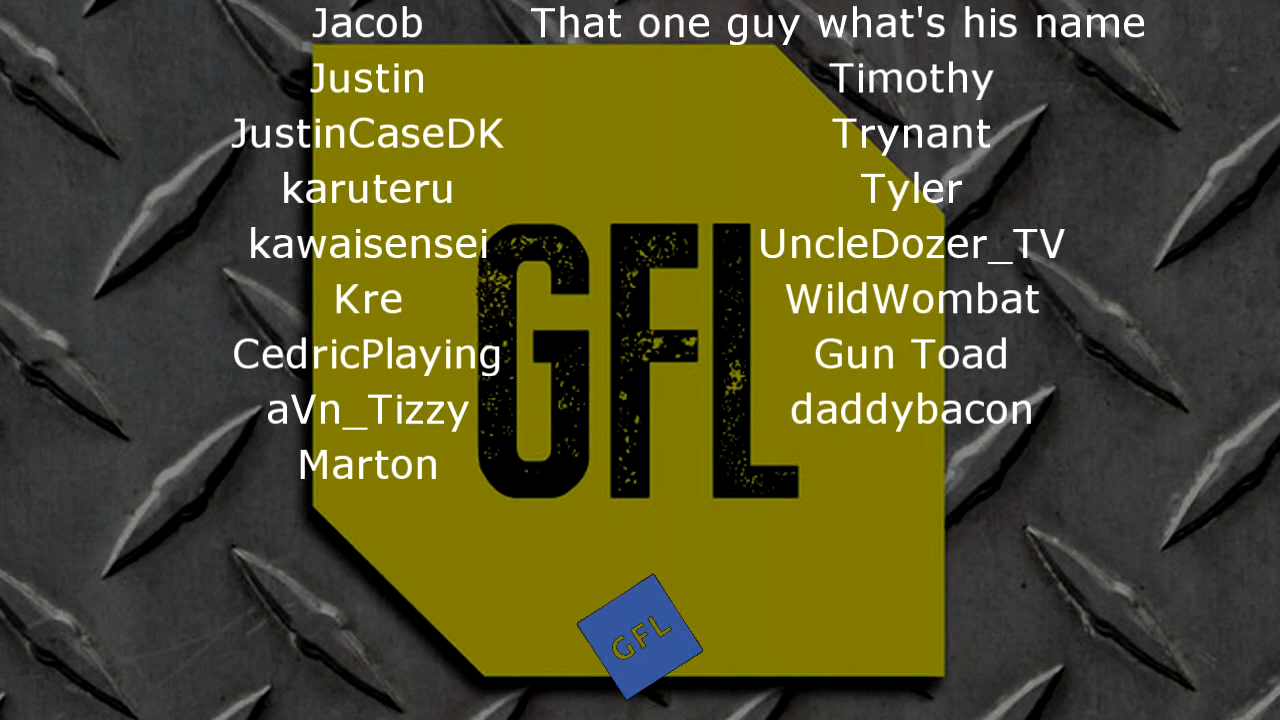 Jacob
Justin
JustinCaseDK
karuteru
kawaisensei
Kre
CedricPlaying
aVn_Tizzy
Marton
That one guy what's his name
Timothy
Trynant
Tyler
UncleDozer_TV
WildWombat
Gun Toad
daddybacon
GFL
GFL